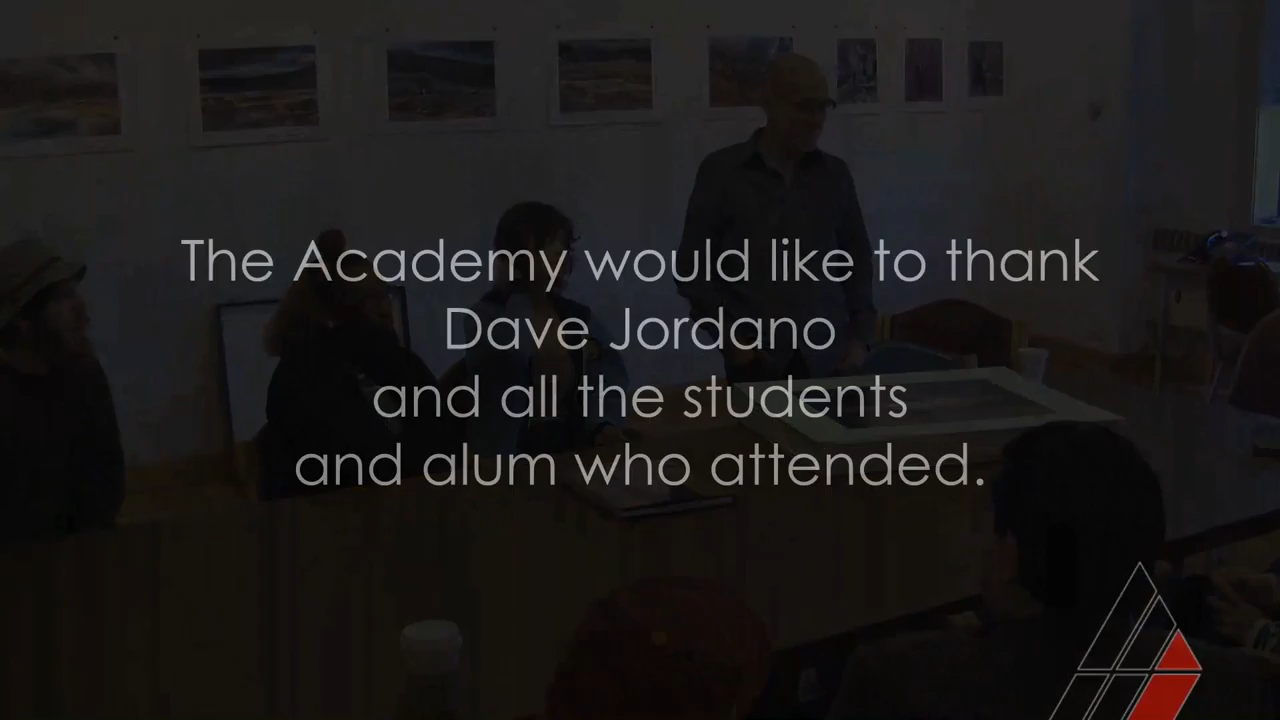 The Academy would like to thank
Dave Jordano
and all the students
and alum who attended.